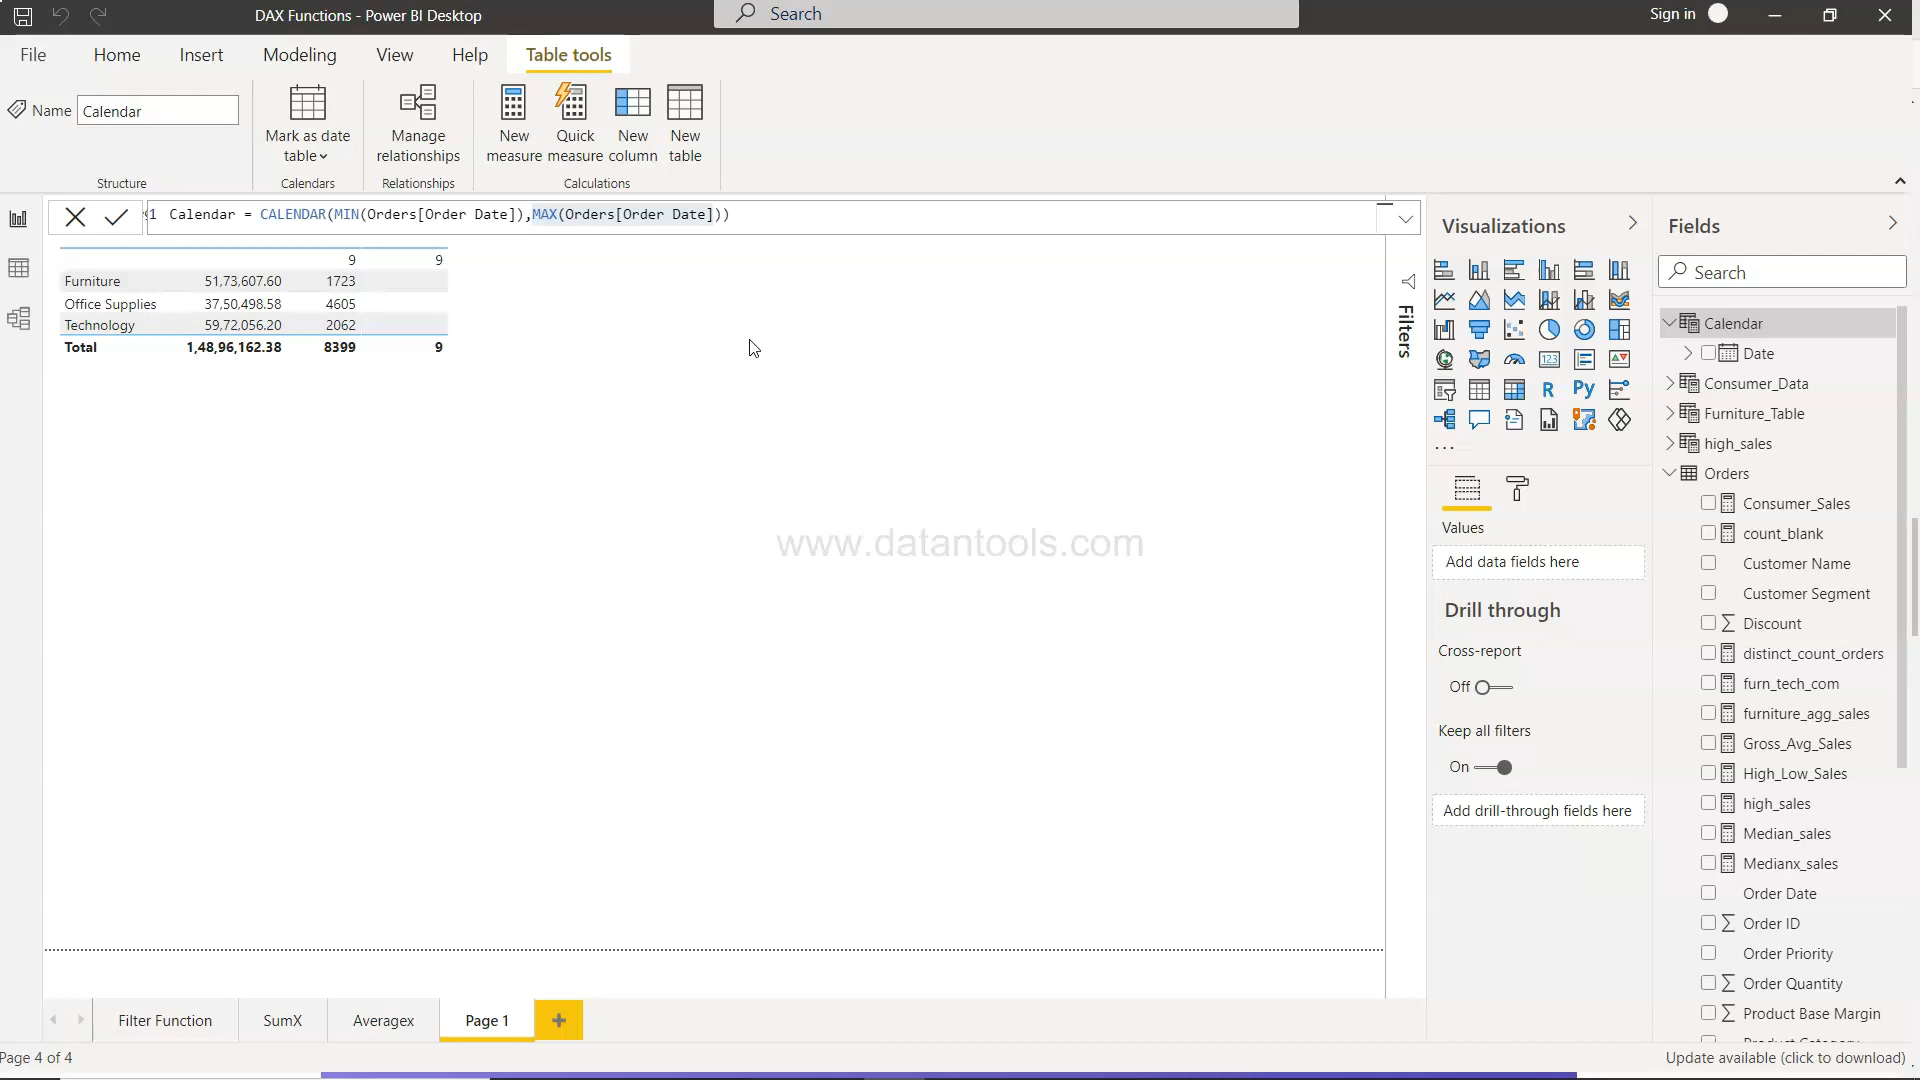 DAX Functions - Power BI Desktop
Search
Sign in
File Home Insert Modeling View Help Table tools
Name Calendar
Mark as date table
Manage relationships
New measure
Quick measure
New column
New table
Structure
Calendars
Relationships
Calculations
1 Calendar = CALENDAR(MIN(Orders[Order Date]),MAX(Orders[Order Date]))
9 9
Furniture 51,73,607.60 1723
Office Supplies 37,50,498.58 4605
Technology 59,72,056.20 2062
Total 1,48,96,162.38 8399 9
www.datantools.com
Filters
Visualizations
123
R
Py
...
Values
Add data fields here
Drill through
Cross-report
Off
Keep all filters
On
Add drill-through fields here
Fields
Search
Calendar
Date
Consumer_Data
Furniture_Table
high_sales
Orders
Consumer_Sales
count_blank
Customer Name
Customer Segment
Discount
distinct_count_orders
furn_tech_com
furniture_agg_sales
Gross_Avg_Sales
High_Low_Sales
high_sales
Median_sales
Medianx_sales
Order Date
Order ID
Order Priority
Order Quantity
Product Base Margin
Filter Function
SumX
Averagex
Page 1
Page 4 of 4
Update available (click to download)